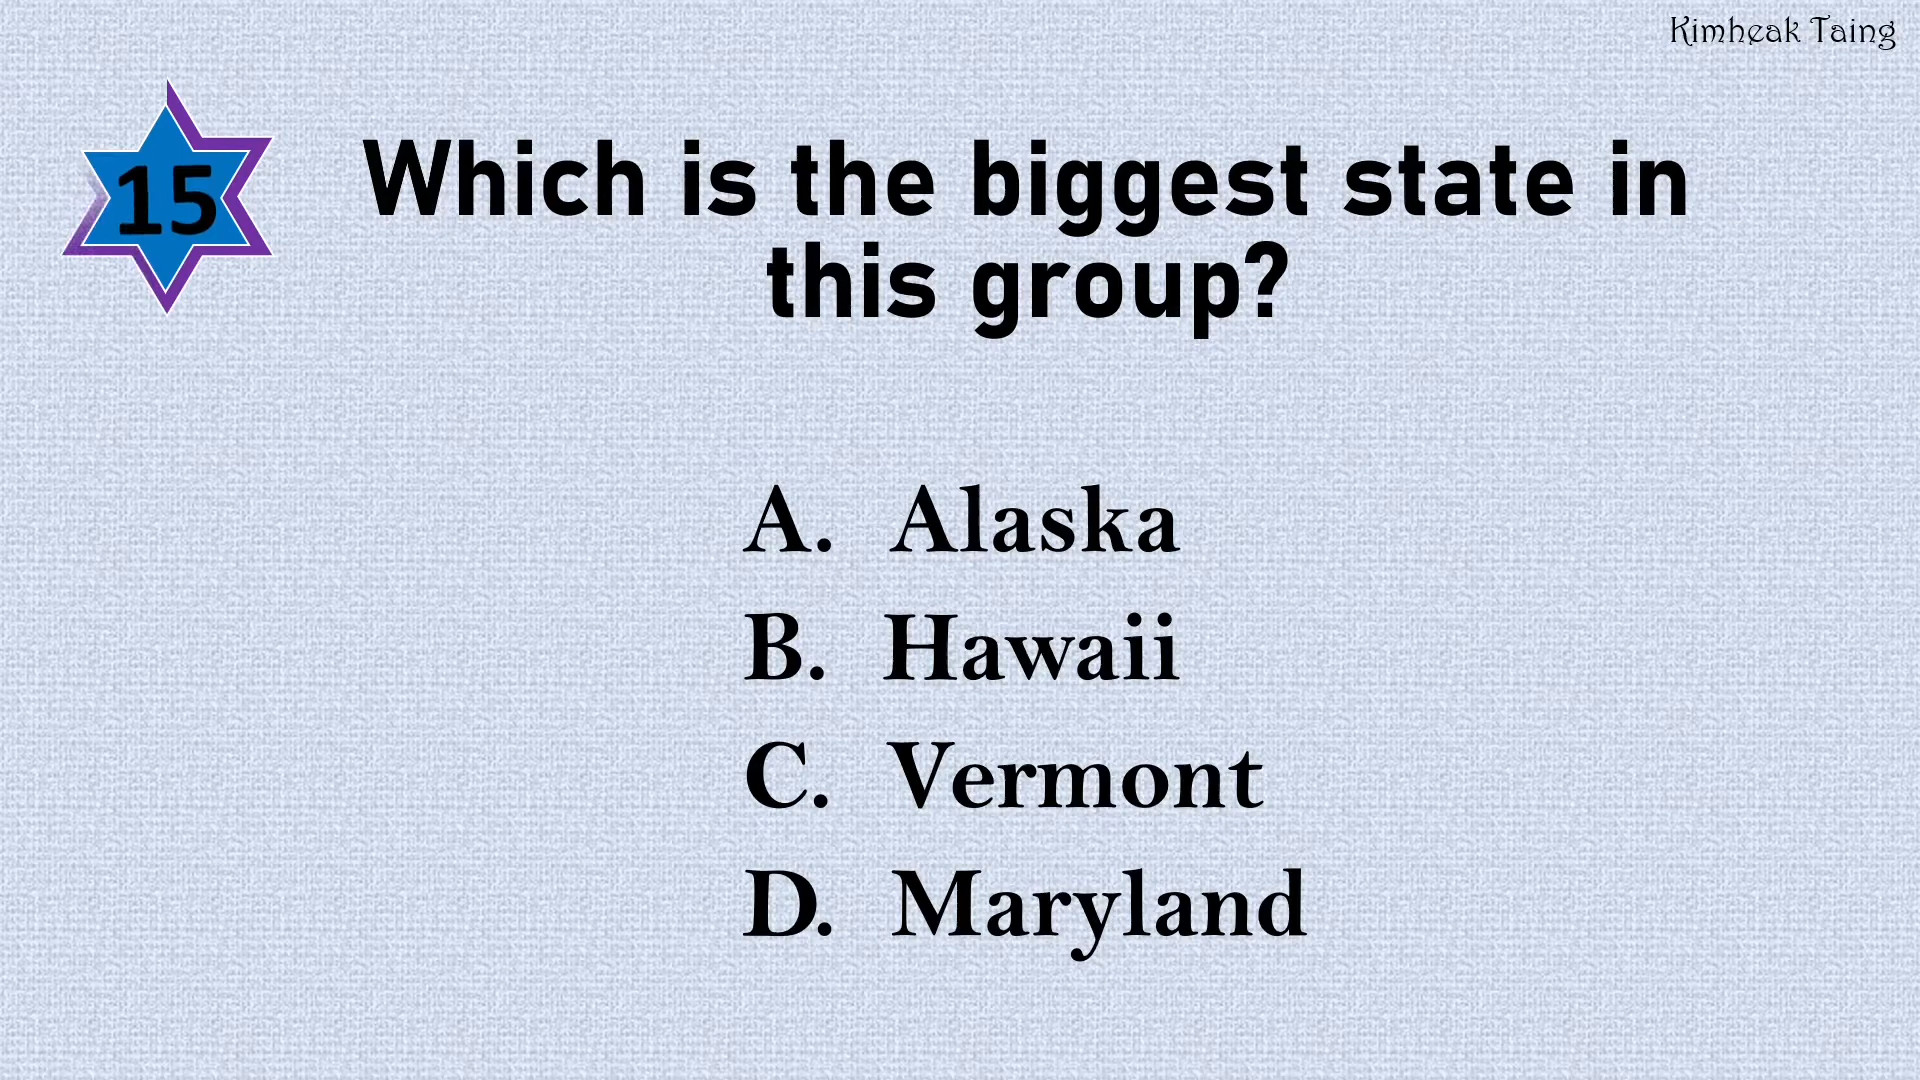 Kimheak Taing
15
Which is the biggest state in
this group?
A. Alaska
B. Hawaii
C. Vermont
D. Maryland